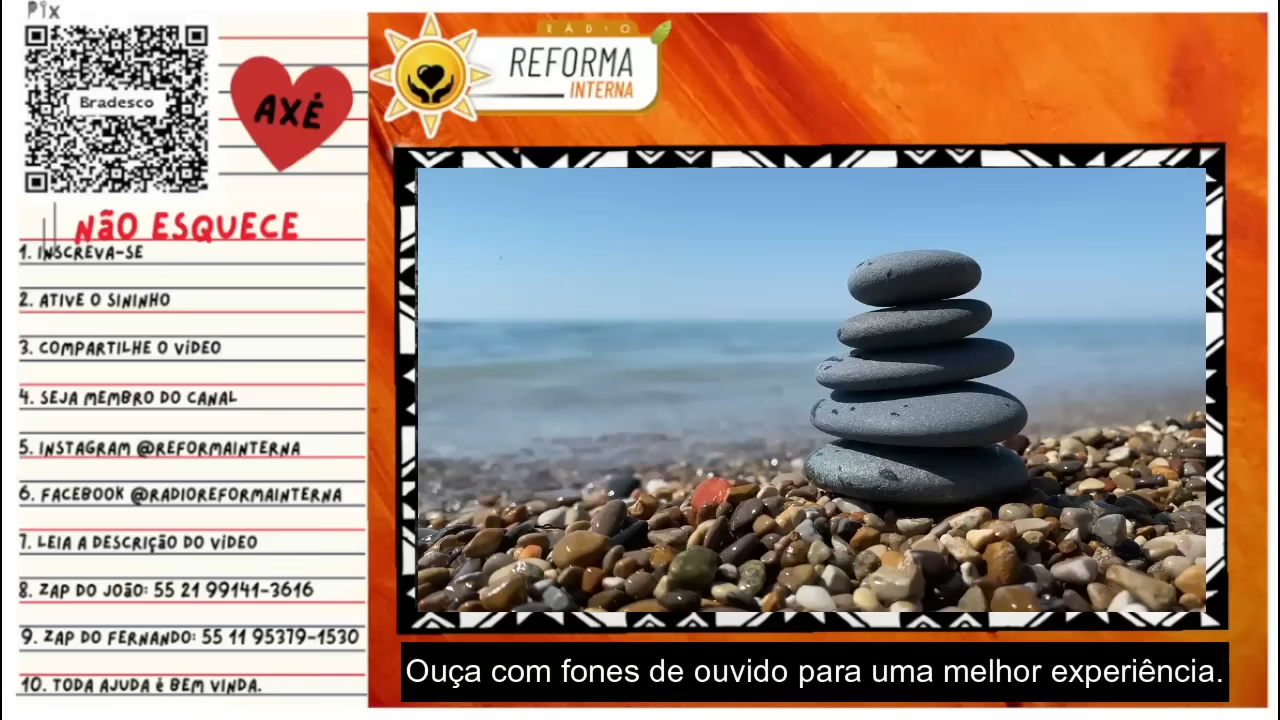 Pix
Bradesco
AXÉ
NÃO ESQUECE
1. INSCREVA-SE
2. ATIVE O SININHO
3. COMPARTILHE O VÍDEO
4. SEJA MEMBRO DO CANAL
5. INSTAGRAM @REFORMAINTERNA
6. FACEBOOK @RADIOREFORMAINTERNA
7. LEIA A DESCRIÇÃO DO VÍDEO
8. ZAP DO JOÃO: 55 21 99141-3616
9. ZAP DO FERNANDO: 55 11 95379-1530
10. TODA AJUDA É BEM VINDA.
RÁDIO
REFORMA
INTERNA
Ouça com fones de ouvido para uma melhor experiência.